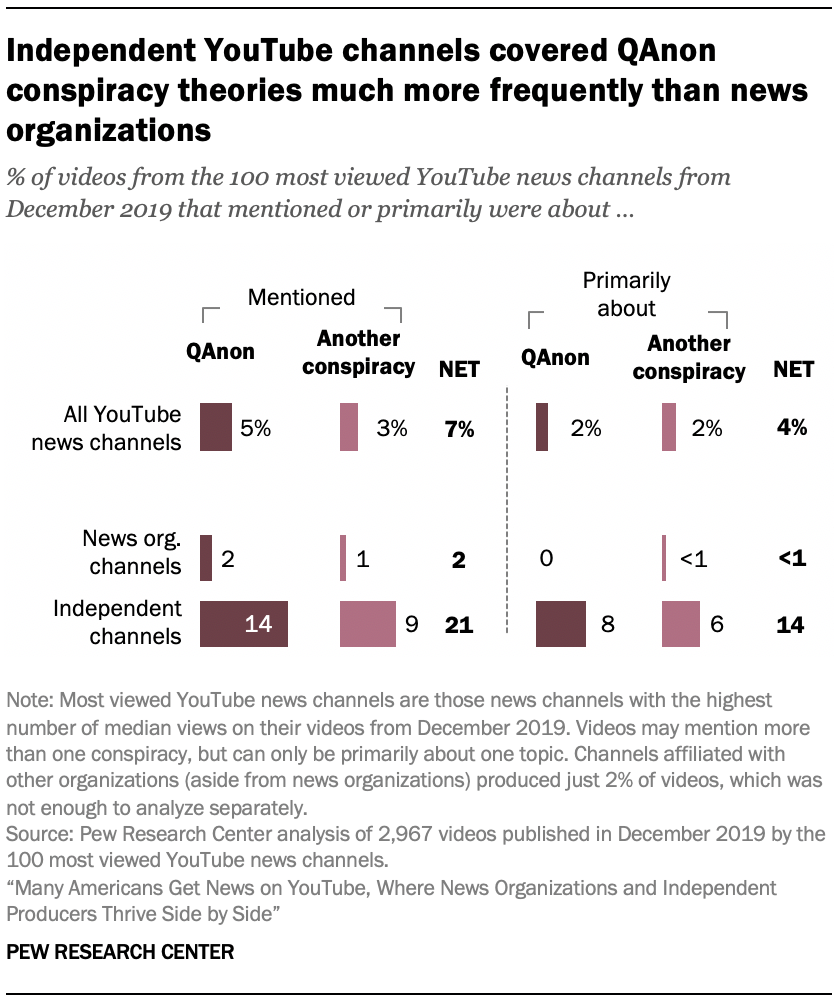 Independent YouTube channels covered QAnon
conspiracy theories much more frequently than news
organizations
% of videos from the 100 most viewed YouTube news channels from
December 2019 that mentioned or primarily were about ...
Mentioned
Primarily
about
QAnon
Another
conspiracy
NET
QAnon
Another
conspiracy
NET
All YouTube
news channels
5%
3%
7%
2%
2%
4%
News org.
channels
2
1
2
0
<1
<1
Independent
channels
14
9
21
8
6
14
Note: Most viewed YouTube news channels are those news channels with the highest
number of median views on their videos from December 2019. Videos may mention more
than one conspiracy, but can only be primarily about one topic. Channels affiliated with
other organizations (aside from news organizations) produced just 2% of videos, which was
not enough to analyze separately.
Source: Pew Research Center analysis of 2,967 videos published in December 2019 by the
100 most viewed YouTube news channels.
“Many Americans Get News on YouTube, Where News Organizations and Independent
Producers Thrive Side by Side”
PEW RESEARCH CENTER